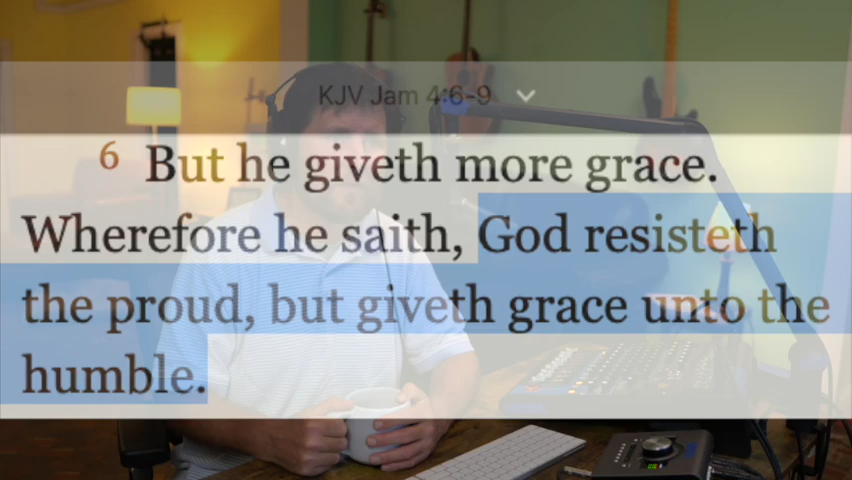 KJV Jam 4:6-9
6 But he giveth more grace.
Wherefore he saith, God resisteth
the proud, but giveth grace unto the
humble.